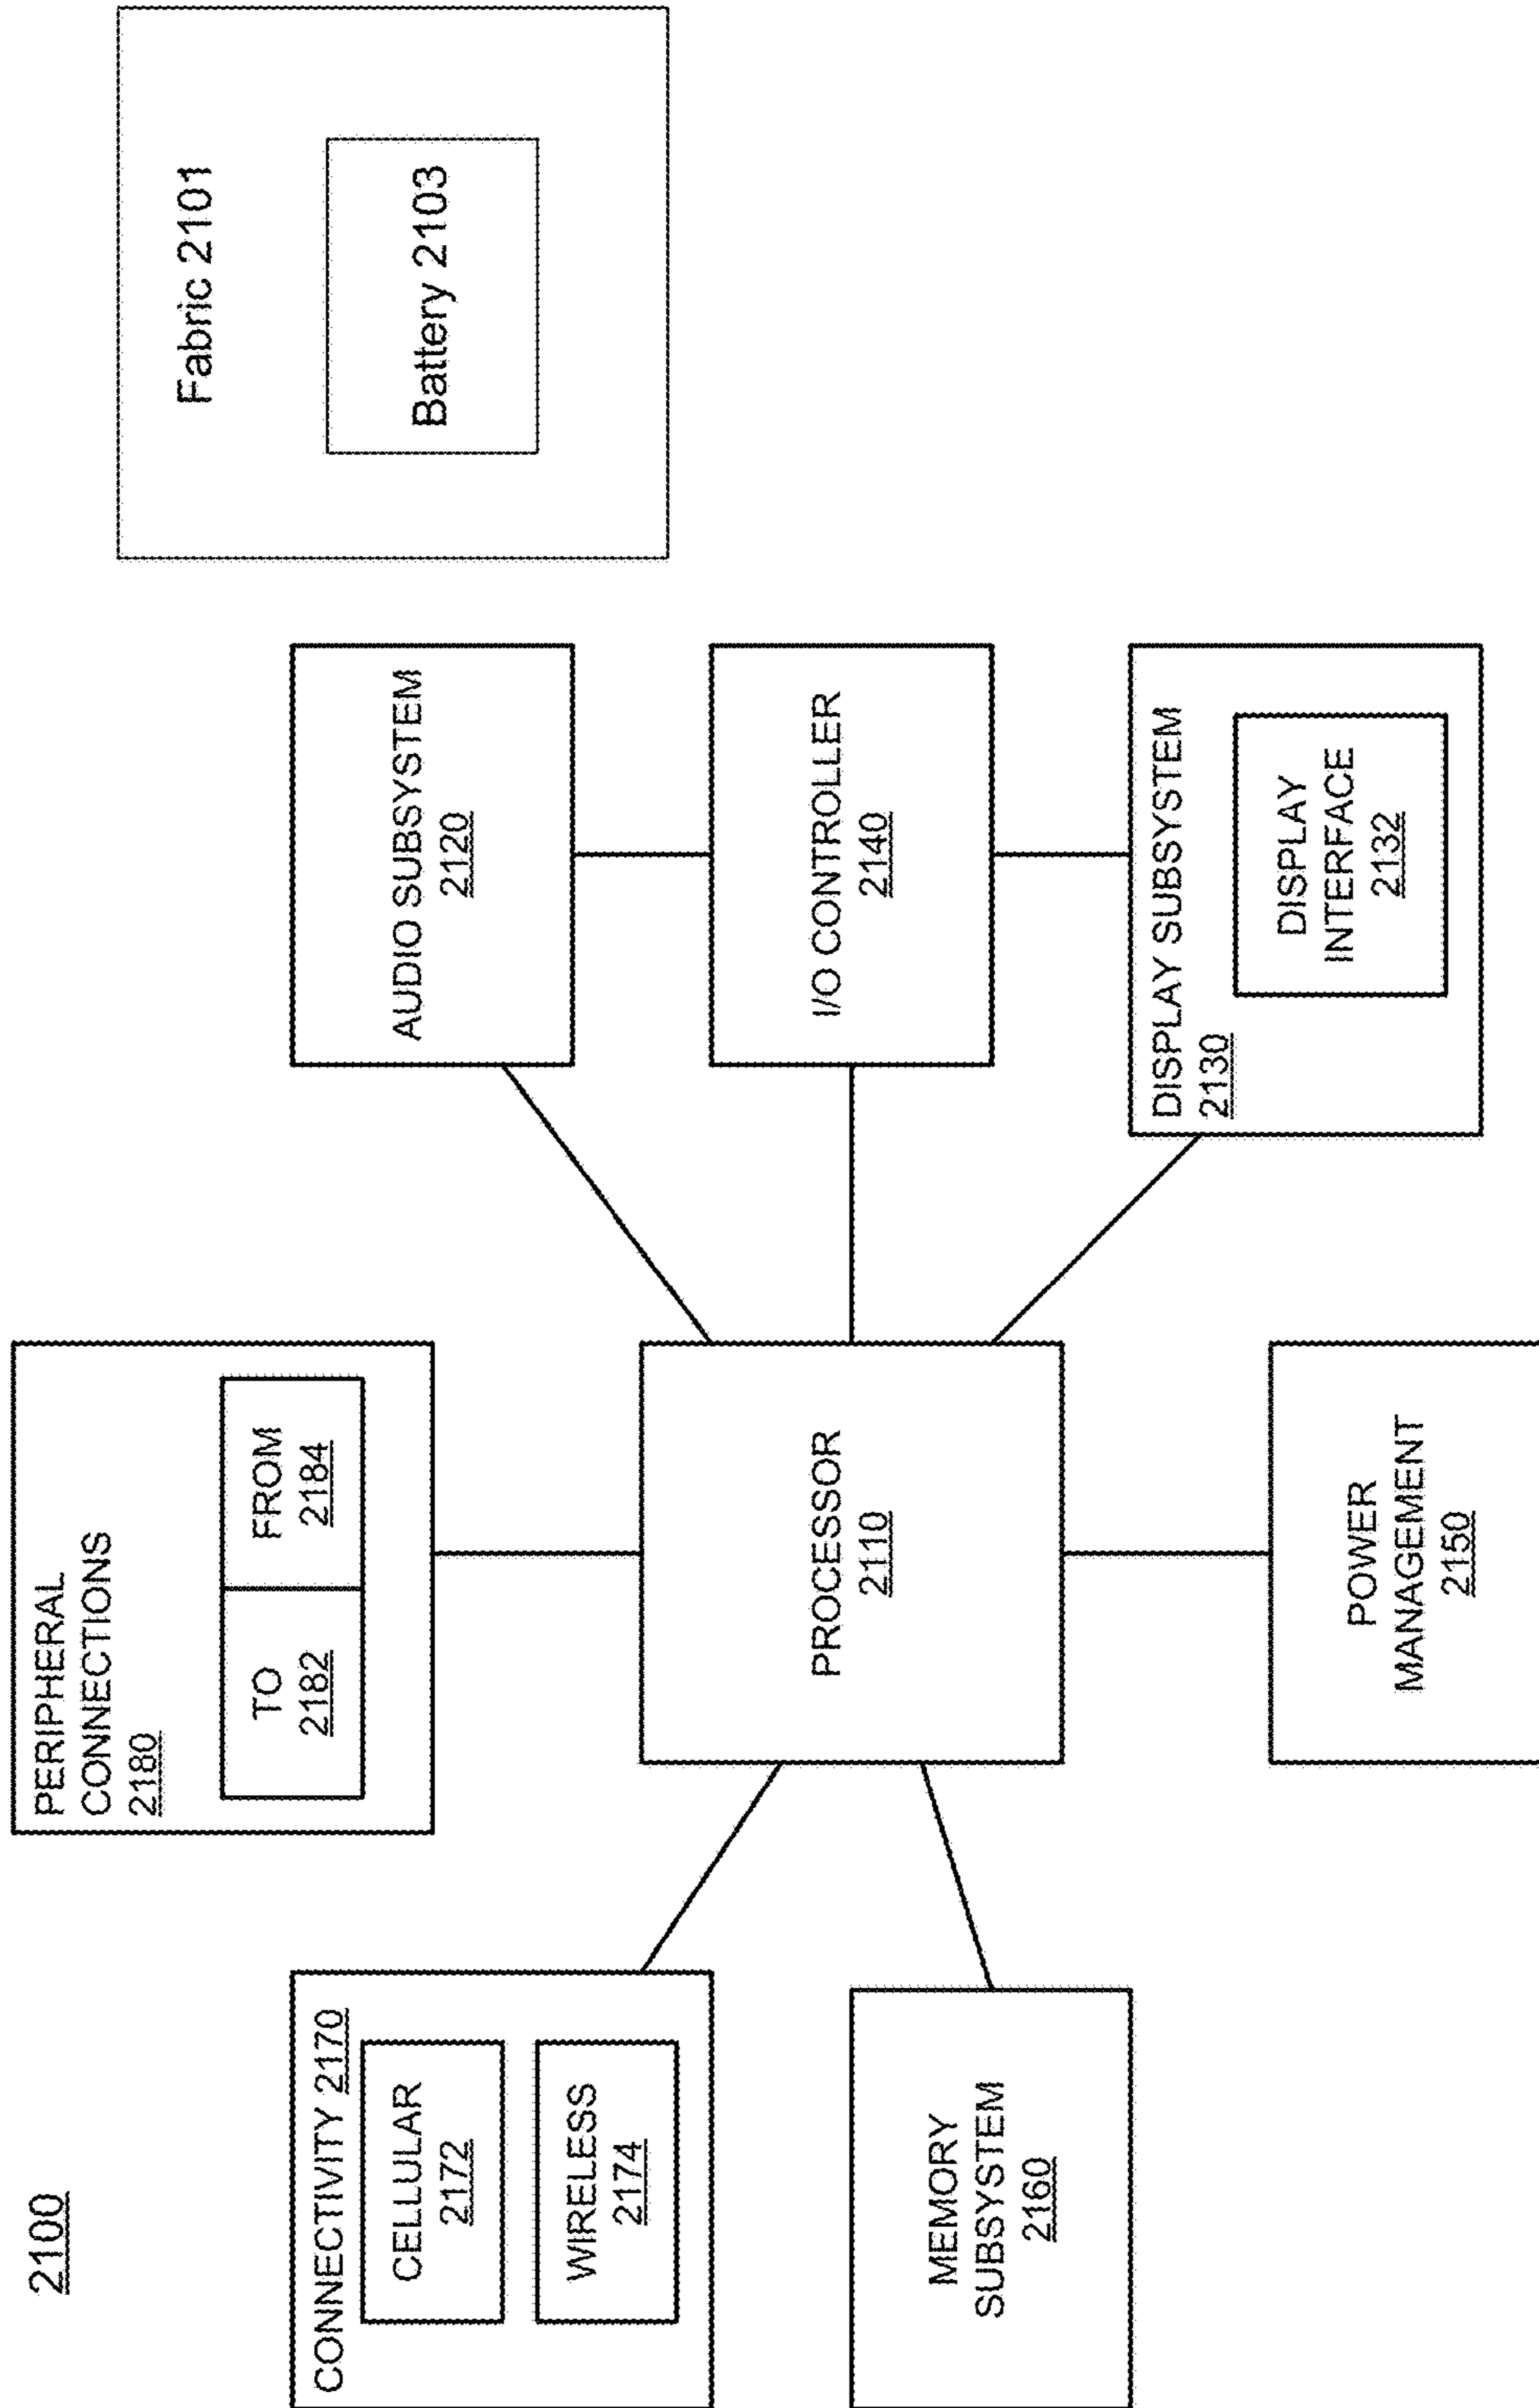 2100
PERIPHERAL
CONNECTIONS
2180
TO
2182
FROM
2184
Fabric 2101
Battery 2103
CONNECTIVITY 2170
CELLULAR
2172
WIRELESS
2174
AUDIO SUBSYSTEM
2120
PROCESSOR
2110
I/O CONTROLLER
2140
MEMORY
SUBSYSTEM
2160
POWER
MANAGEMENT
2150
DISPLAY SUBSYSTEM
2130
DISPLAY
INTERFACE
2132